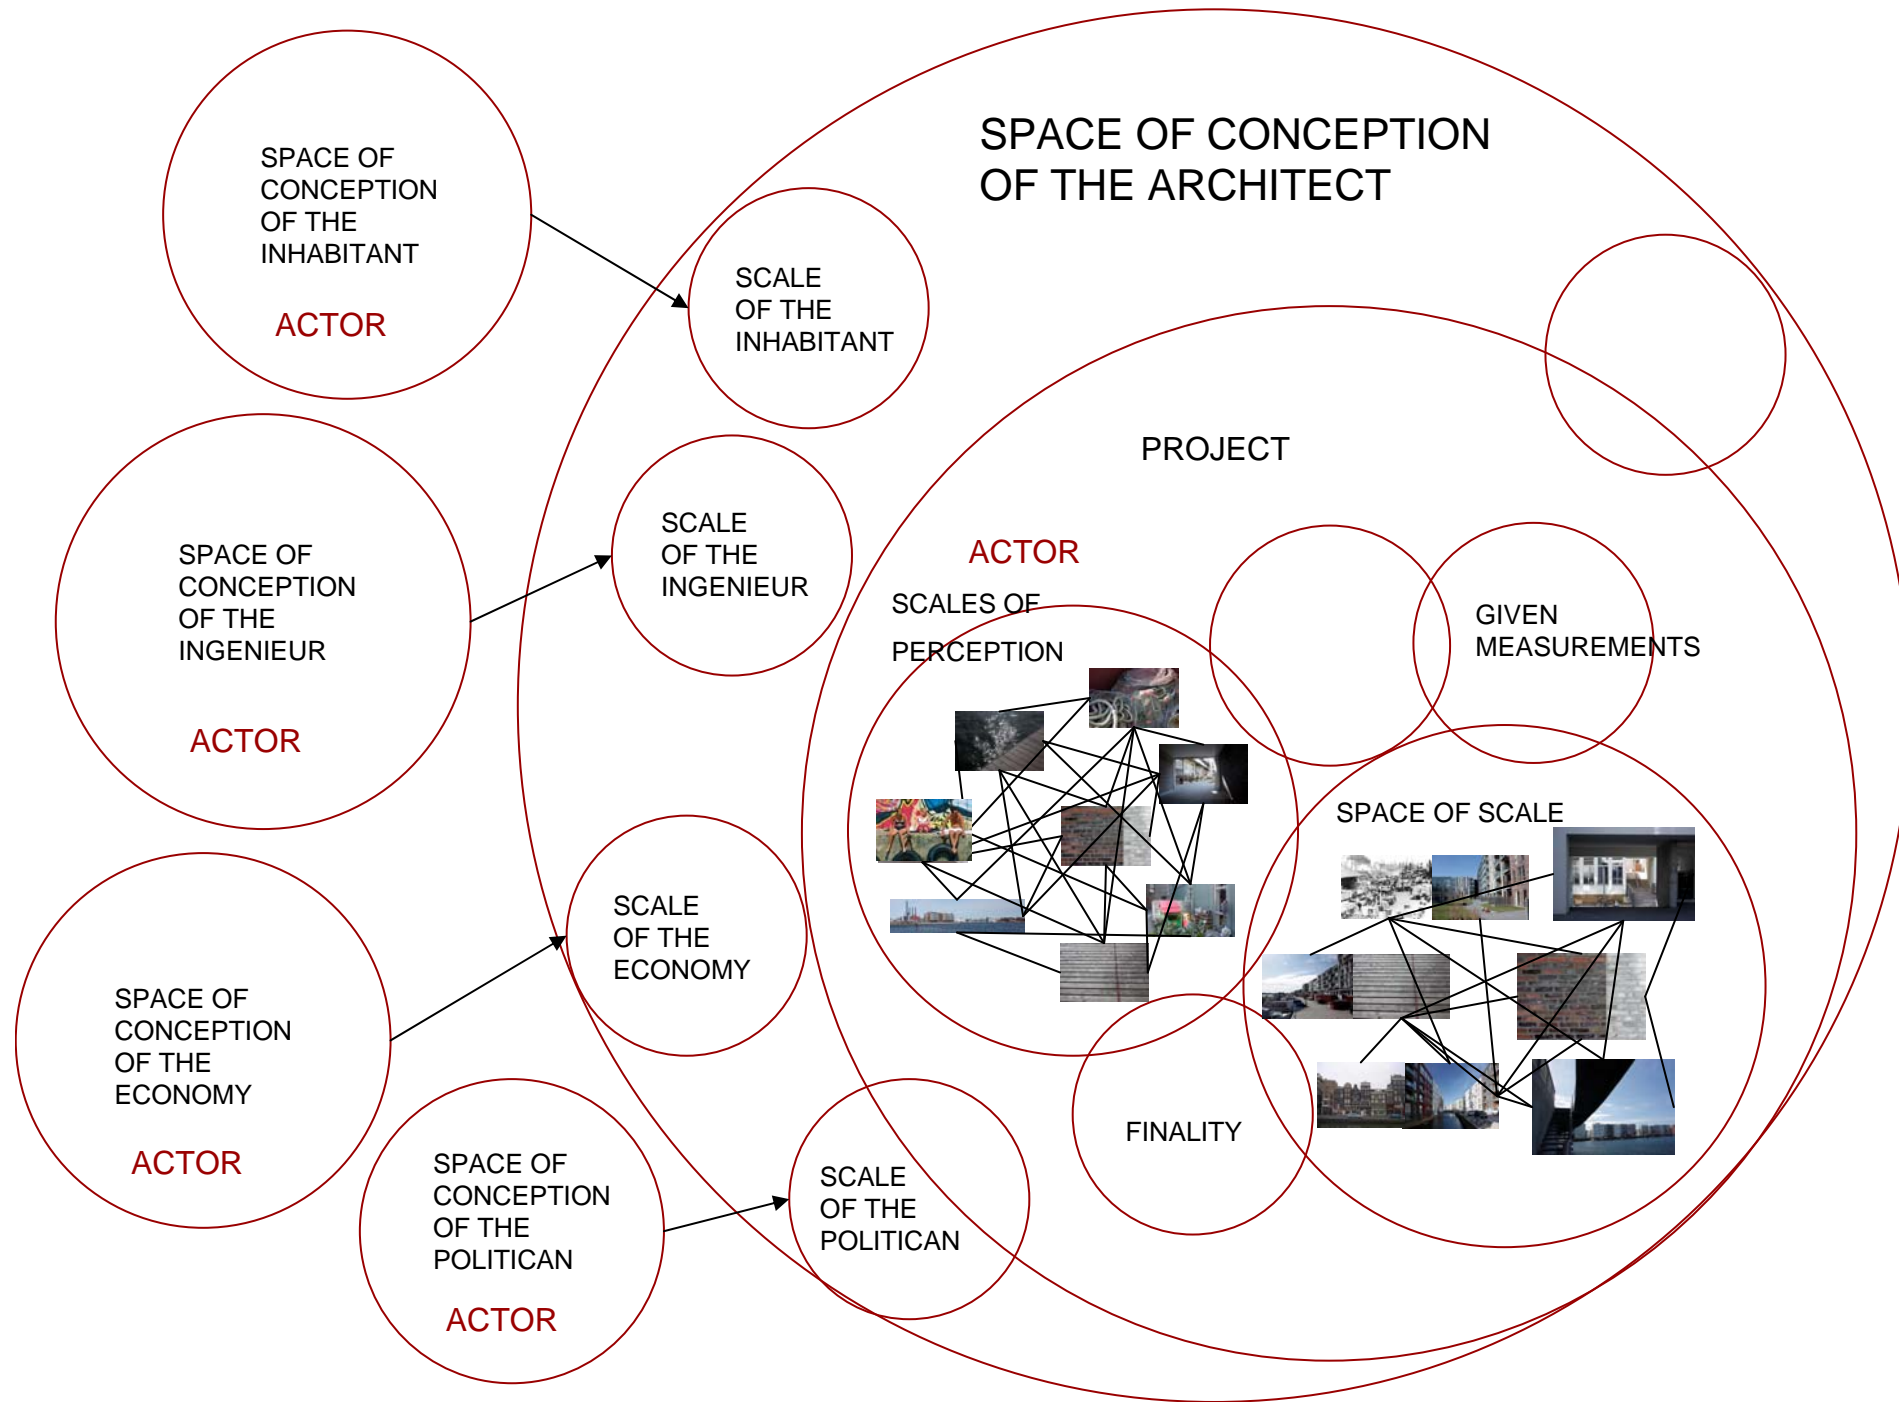 SPACE OF CONCEPTION
OF THE ARCHITECT
SPACE OF
CONCEPTION
OF THE
INHABITANT
ACTOR
SCALE
OF THE
INHABITANT
PROJECT
SPACE OF
CONCEPTION
OF THE
INGENIEUR
ACTOR
SCALE
OF THE
INGENIEUR
ACTOR
SCALES OF
PERCEPTION
GIVEN
MEASUREMENTS
SPACE OF SCALE
SPACE OF
CONCEPTION
OF THE
ECONOMY
ACTOR
SCALE
OF THE
ECONOMY
SPACE OF
CONCEPTION
OF THE
POLITICAN
ACTOR
SCALE
OF THE
POLITICAN
FINALITY